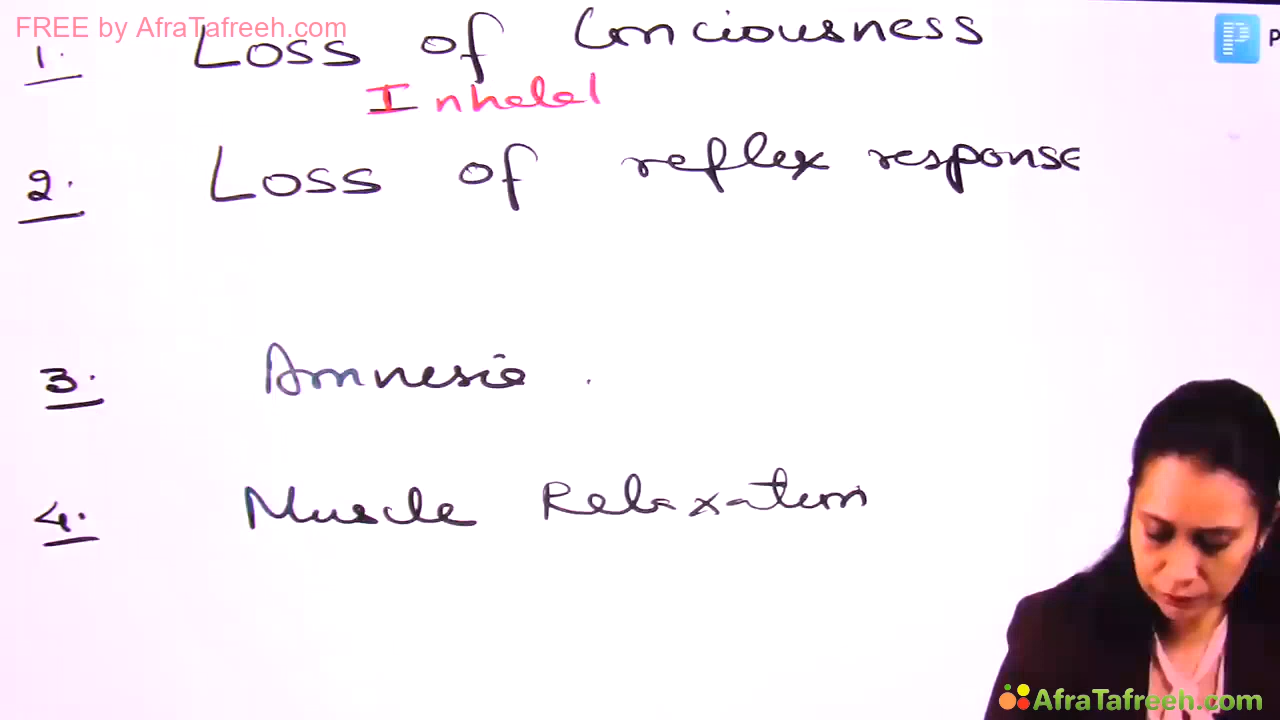 FREE by AfraTafreeh.com
1. Loss of Conciousness
Inhalel
2. Loss of reflex response
3. Amnesia
4. Muscle Relaxation
P
AfraTafreeh.com